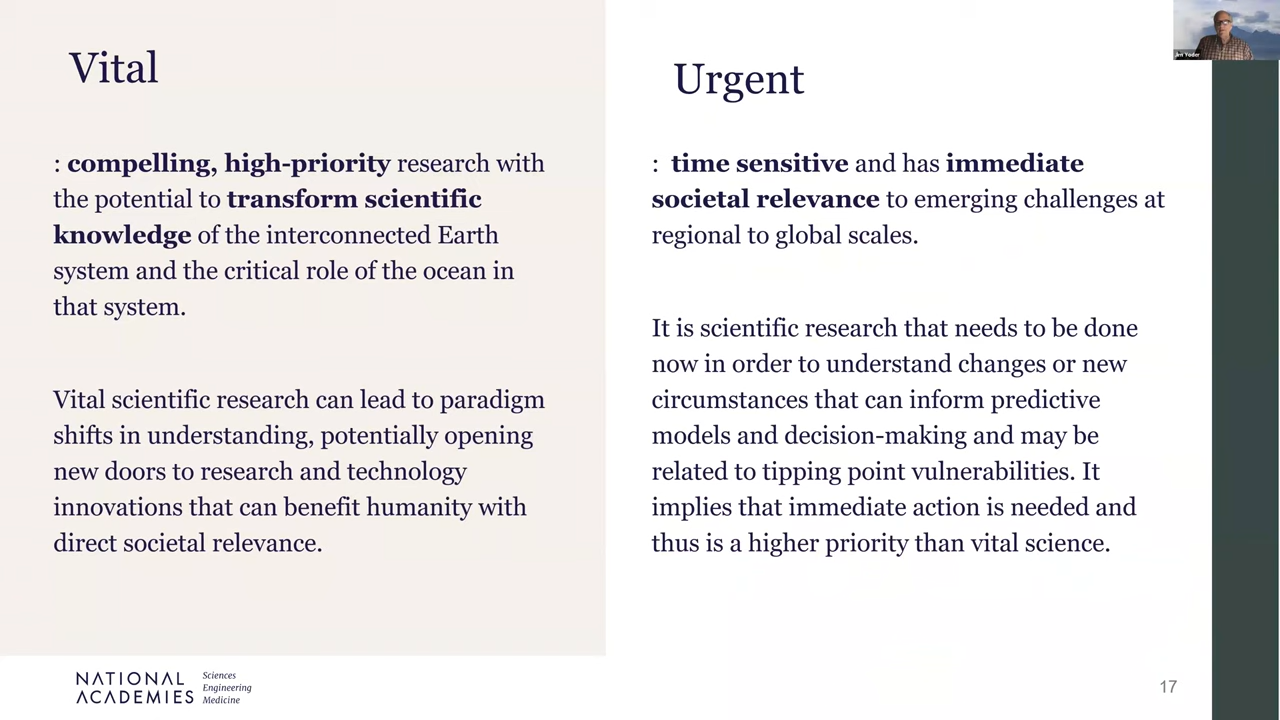 Vital
: compelling, high-priority research with
the potential to transform scientific
knowledge of the interconnected Earth
system and the critical role of the ocean in
that system.
Vital scientific research can lead to paradigm
shifts in understanding, potentially opening
new doors to research and technology
innovations that can benefit humanity with
direct societal relevance.
Urgent
: time sensitive and has immediate
societal relevance to emerging challenges at
regional to global scales.
It is scientific research that needs to be done
now in order to understand changes or new
circumstances that can inform predictive
models and decision-making and may be
related to tipping point vulnerabilities. It
implies that immediate action is needed and
thus is a higher priority than vital science.
NATIONAL
ACADEMIES
Sciences
Engineering
Medicine
17
Yoder